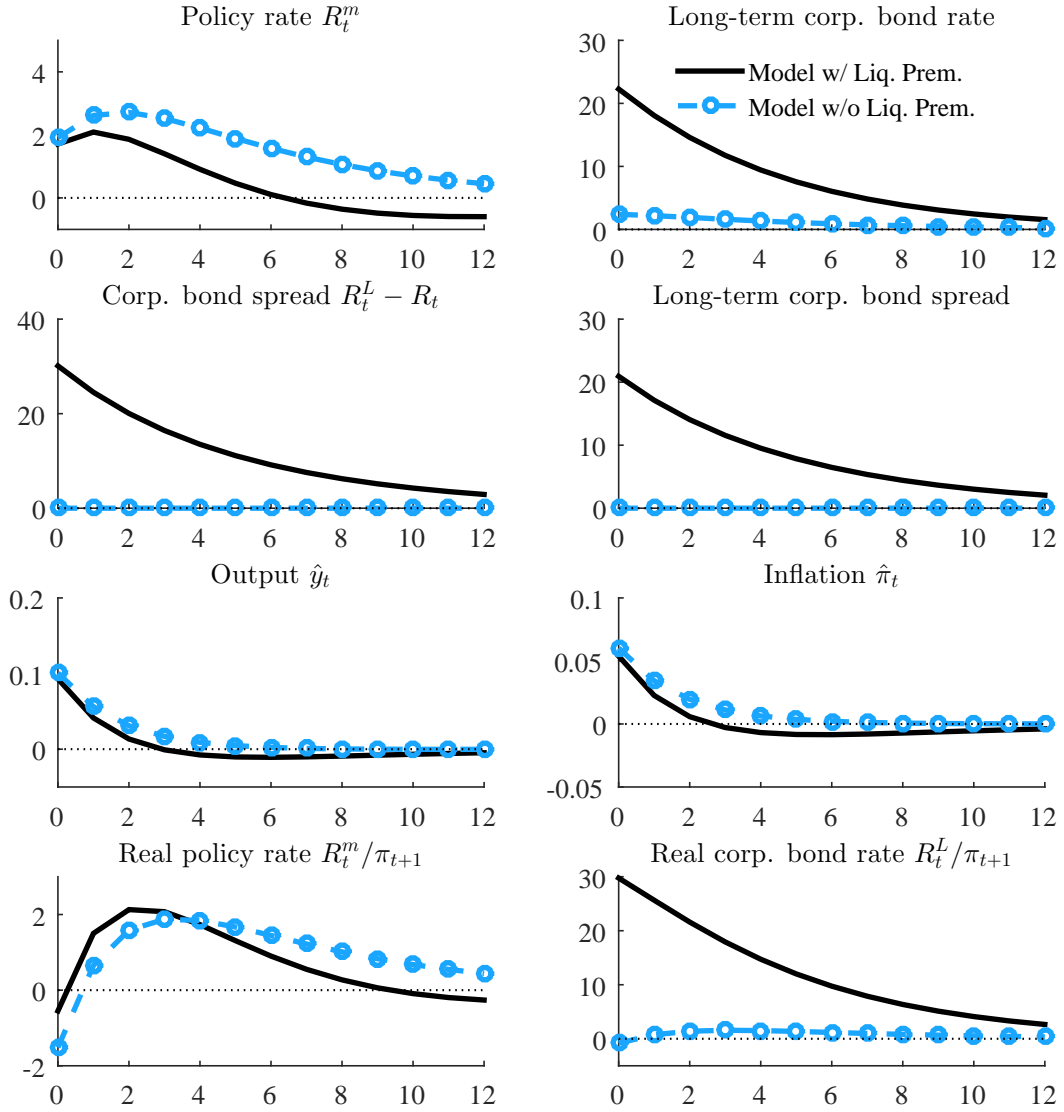 Policy rate $R_t^m$
4
2
0
0 2 4 6 8 10 12
Long-term corp. bond rate
30
20
10
0
Model w/ Liq. Prem.
Model w/o Liq. Prem.
0 2 4 6 8 10 12
Corp. bond spread $R_t^L - R_t$
40
20
0
0 2 4 6 8 10 12
Long-term corp. bond spread
30
20
10
0
0 2 4 6 8 10 12
Output $\hat{y}_t$
0.2
0.1
0
0 2 4 6 8 10 12
Inflation $\hat{\pi}_t$
0.1
0.05
0
-0.05
0 2 4 6 8 10 12
Real policy rate $R_t^m/\pi_{t+1}$
2
0
-2
0 2 4 6 8 10 12
Real corp. bond rate $R_t^L/\pi_{t+1}$
30
20
10
0
0 2 4 6 8 10 12